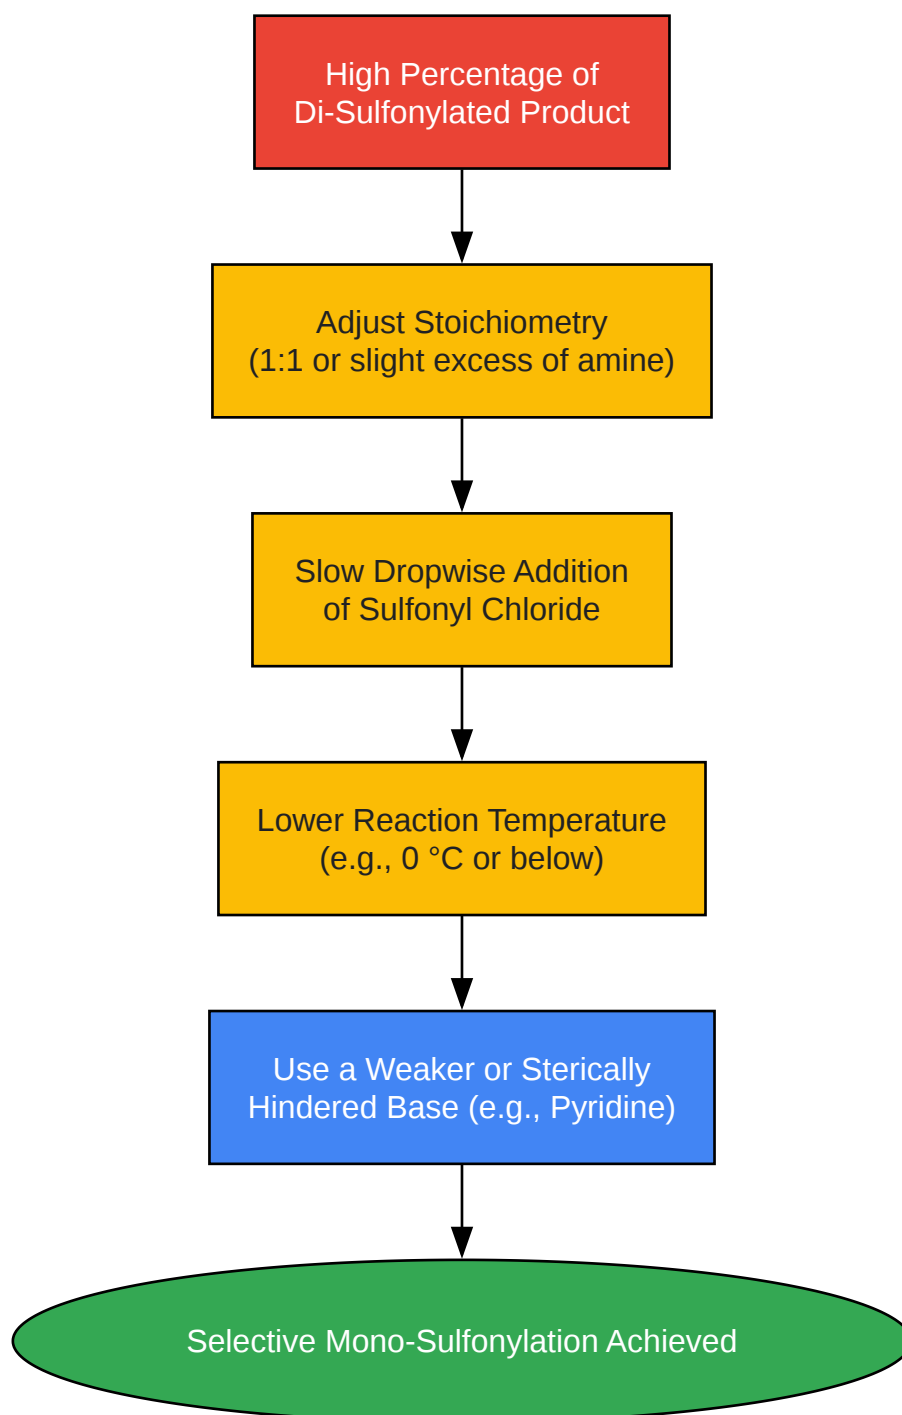 High Percentage of
Di-Sulfonylated Product
Adjust Stoichiometry
(1:1 or slight excess of amine)
Slow Dropwise Addition
of Sulfonyl Chloride
Lower Reaction Temperature
(e.g., 0 °C or below)
Use a Weaker or Sterically
Hindered Base (e.g., Pyridine)
Selective Mono-Sulfonylation Achieved